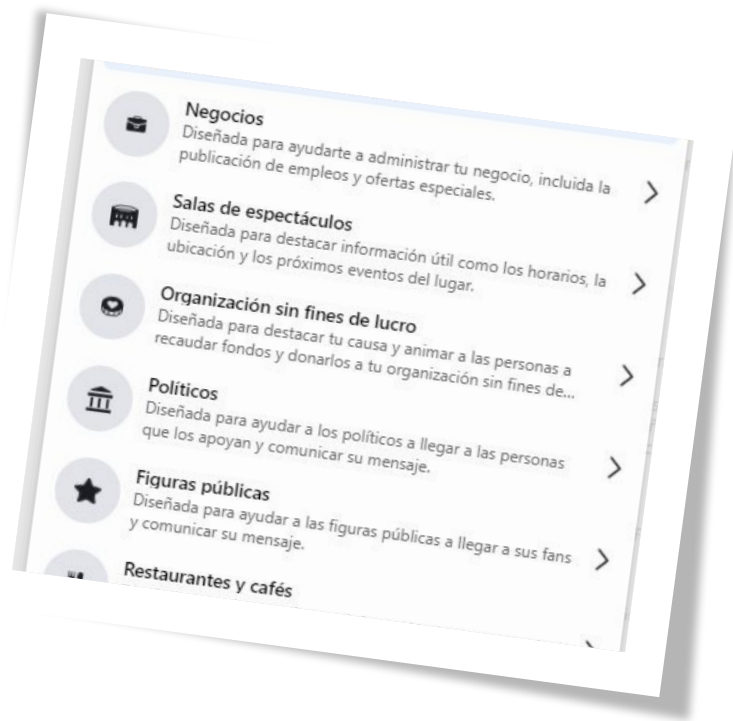 Negocios
Diseñada para ayudarte a administrar tu negocio, incluida la
publicación de empleos y ofertas especiales.
Salas de espectáculos
Diseñada para destacar información útil como los horarios, la
ubicación y los próximos eventos del lugar.
Organización sin fines de lucro
Diseñada para destacar tu causa y animar a las personas a
recaudar fondos y donarlos a tu organización sin fines de...
Políticos
Diseñada para ayudar a los políticos a llegar a las personas
que los apoyan y comunicar su mensaje.
Figuras públicas
Diseñada para ayudar a las figuras públicas a llegar a sus fans
y comunicar su mensaje.
Restaurantes y cafés